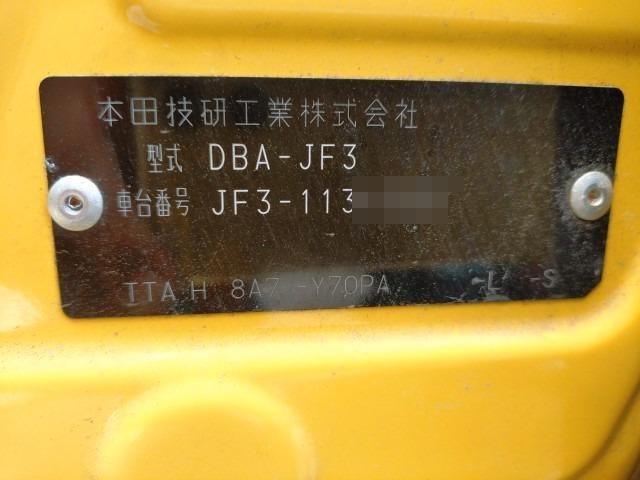 本田技研工業株式会社
型式 DBA-JF3
車台番号 JF3-113
TTA H 8A7 -Y70PA -L -S